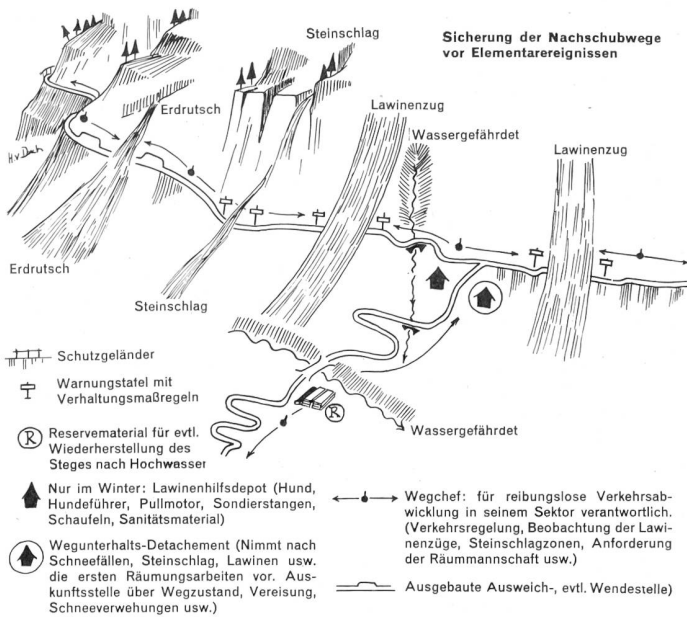 Sicherung der Nachschubwege
vor Elementarereignissen
Steinschlag
Erdrutsch
Lawinenzug
Wassergefährdet
Lawinenzug
H.v.Dach
Erdrutsch
Steinschlag
Wassergefährdet
Schutzgeländer
Warnungstafel mit
Verhaltungsmaßregeln
R
R Reservematerial für evtl.
Wiederherstellung des
Steges nach Hochwasser
Nur im Winter: Lawinenhilfsdepot (Hund,
Hundeführer, Pullmotor, Sondierstangen,
Schaufeln, Sanitätsmaterial)
Wegunterhalts-Detachement (Nimmt nach
Schneefällen, Steinschlag, Lawinen usw.
die ersten Räumungsarbeiten vor. Aus-
kunftsstelle über Wegzustand, Vereisung,
Schneeverwehungen usw.)
Wegchef: für reibungslose Verkehrsab-
wicklung in seinem Sektor verantwortlich.
(Verkehrsregelung, Beobachtung der Lawi-
nenzüge, Steinschlagzonen, Anforderung
der Räummannschaft usw.)
Ausgebaute Ausweich-, evtl. Wendestelle)